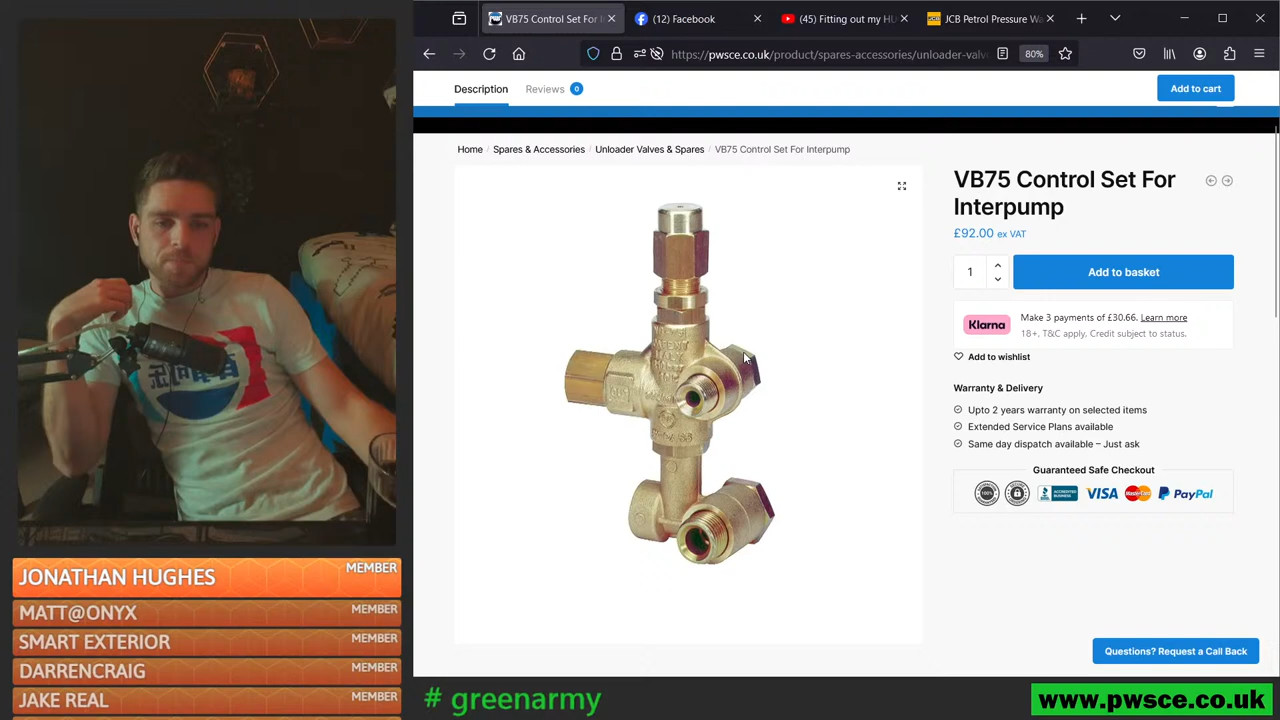 VB75 Control Set For I
(12) Facebook
(45) Fitting out my HU
JCB Petrol Pressure Wa
https://pwsce.co.uk/product/spares-accessories/unloader-valv
80%
Description
Reviews 0
Add to cart
Home / Spares & Accessories / Unloader Valves & Spares / VB75 Control Set For Interpump
VB75 Control Set For
Interpump
£92.00 ex VAT
1
Add to basket
Klarna
Make 3 payments of £30.66. Learn more
18+, T&C apply. Credit subject to status.
Add to wishlist
Warranty & Delivery
Upto 2 years warranty on selected items
Extended Service Plans available
Same day dispatch available – Just ask
Guaranteed Safe Checkout
VISA
PayPal
Questions? Request a Call Back
JONATHAN HUGHES MEMBER
MATT@ONYX MEMBER
SMART EXTERIOR MEMBER
DARRENCRAIG MEMBER
JAKE REAL MEMBER
# greenarmy
www.pwsce.co.uk